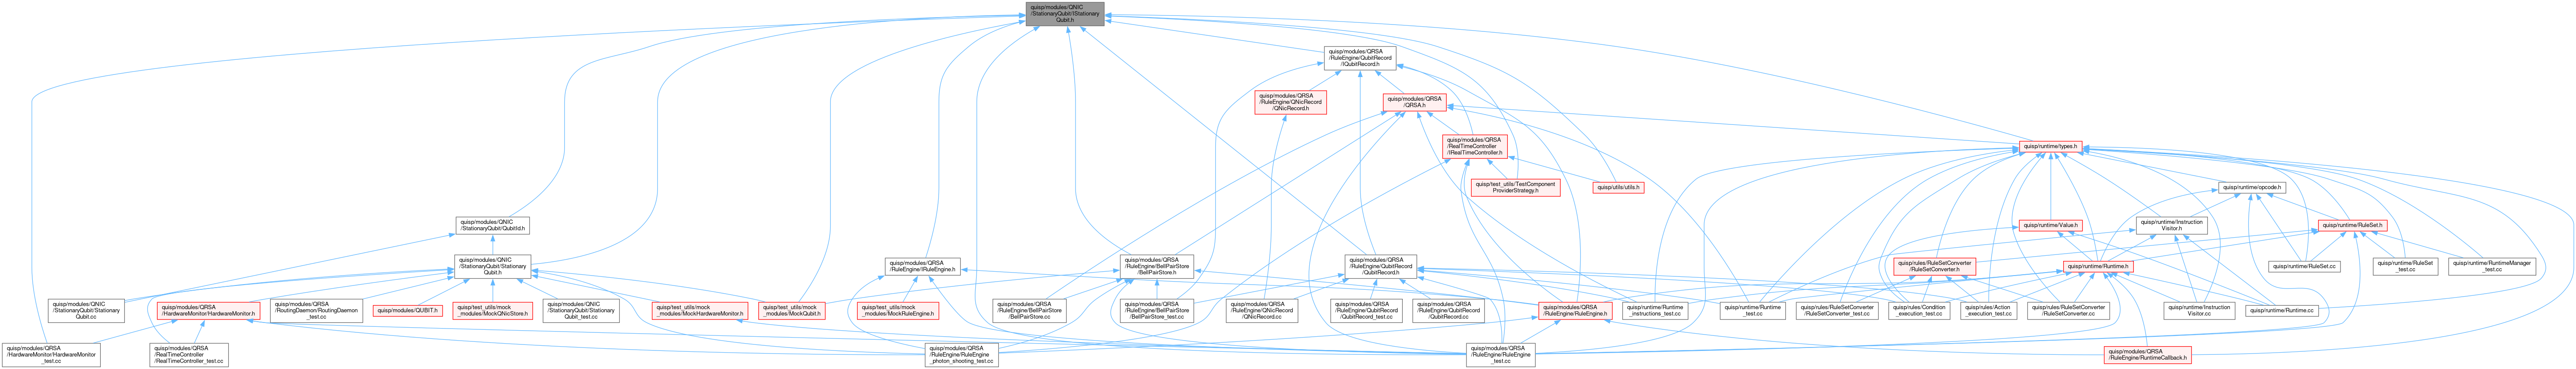 quisp/modules/QNIC
/StationaryQubit/IStationary
Qubit.h
quisp/modules/QRSA
/RuleEngine/QubitRecord
/IQubitRecord.h
quisp/modules/QRSA
/RuleEngine/QNicRecord
/QNicRecord.h
quisp/modules/QRSA
/QRSA.h
quisp/modules/QRSA
/RealTimeController
/IRealTimeController.h
quisp/runtime/types.h
quisp/test_utils/TestComponent
ProviderStrategy.h
quisp/utils/utils.h
quisp/runtime/opcode.h
quisp/modules/QNIC
/StationaryQubit/QubitId.h
quisp/runtime/Value.h
quisp/runtime/Instruction
Visitor.h
quisp/runtime/RuleSet.h
quisp/modules/QNIC
/StationaryQubit/Stationary
Qubit.h
quisp/modules/QRSA
/RuleEngine/IRuleEngine.h
quisp/modules/QRSA
/RuleEngine/BellPairStore
/BellPairStore.h
quisp/modules/QRSA
/RuleEngine/QubitRecord
/QubitRecord.h
quisp/rules/RuleSetConverter
/RuleSetConverter.h
quisp/runtime/Runtime.h
quisp/runtime/RuleSet.cc
quisp/runtime/RuleSet
_test.cc
quisp/runtime/RuntimeManager
_test.cc
quisp/modules/QNIC
/StationaryQubit/Stationary
Qubit.cc
quisp/modules/QRSA
/HardwareMonitor/HardwareMonitor.h
quisp/modules/QRSA
/RoutingDaemon/RoutingDaemon
_test.cc
quisp/modules/QUBIT.h
quisp/test_utils/mock
_modules/MockQNicStore.h
quisp/modules/QNIC
/StationaryQubit/Stationary
Qubit_test.cc
quisp/test_utils/mock
_modules/MockHardwareMonitor.h
quisp/test_utils/mock
_modules/MockQubit.h
quisp/test_utils/mock
_modules/MockRuleEngine.h
quisp/modules/QRSA
/RuleEngine/BellPairStore
/BellPairStore.cc
quisp/modules/QRSA
/RuleEngine/BellPairStore
/BellPairStore_test.cc
quisp/modules/QRSA
/RuleEngine/QNicRecord
/QNicRecord.cc
quisp/modules/QRSA
/RuleEngine/QubitRecord
/QubitRecord_test.cc
quisp/modules/QRSA
/RuleEngine/QubitRecord
/QubitRecord.cc
quisp/modules/QRSA
/RuleEngine/RuleEngine.h
quisp/runtime/Runtime
_instructions_test.cc
quisp/runtime/Runtime
_test.cc
quisp/rules/RuleSetConverter
/RuleSetConverter_test.cc
quisp/rules/Condition
_execution_test.cc
quisp/rules/Action
_execution_test.cc
quisp/rules/RuleSetConverter
/RuleSetConverter.cc
quisp/runtime/Instruction
Visitor.cc
quisp/runtime/Runtime.cc
quisp/modules/QRSA
/HardwareMonitor/HardwareMonitor
_test.cc
quisp/modules/QRSA
/RealTimeController
/RealTimeController_test.cc
quisp/modules/QRSA
/RuleEngine/RuleEngine
_photon_shooting_test.cc
quisp/modules/QRSA
/RuleEngine/RuleEngine
_test.cc
quisp/modules/QRSA
/RuleEngine/RuntimeCallback.h